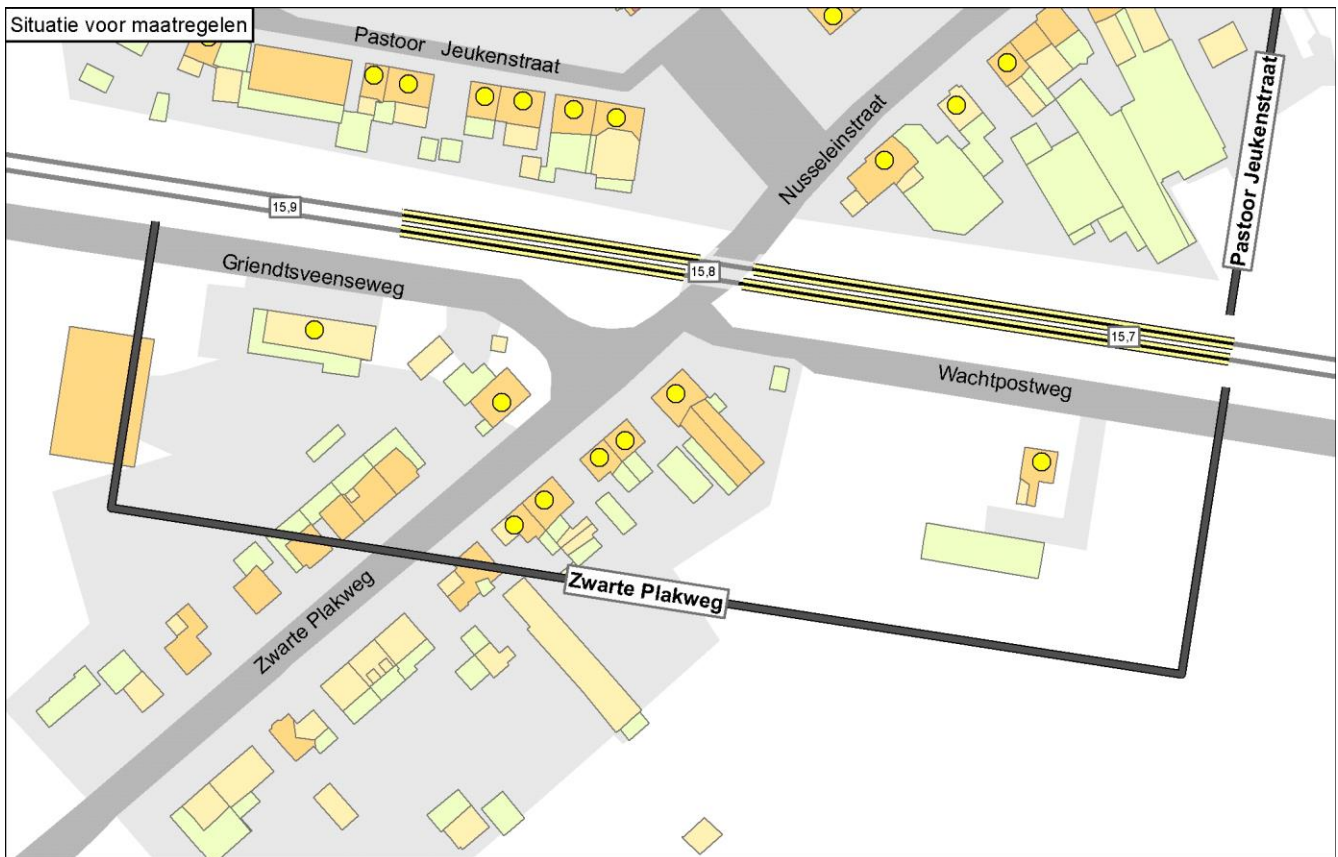 Situatie voor maatregelen
Pastoor Jeukenstraat
Nusseleinstraat
Pastoor Jeukenstraat
15,9
Griendtsveenseweg
15,8
15,7
Wachtpostweg
Zwarte Plakweg
Zwarte Plakweg